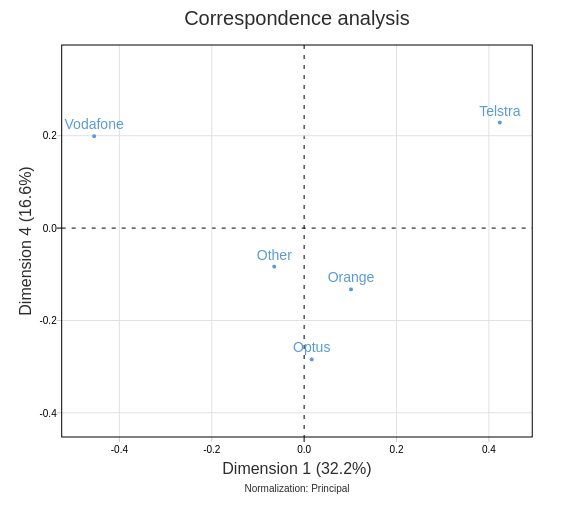 Correspondence analysis
Vodafone
Telstra
0.2
0.0
Other
Orange
-0.2
Optus
-0.4
Dimension 4 (16.6%)
-0.4 -0.2 0.0 0.2 0.4
Dimension 1 (32.2%)
Normalization: Principal